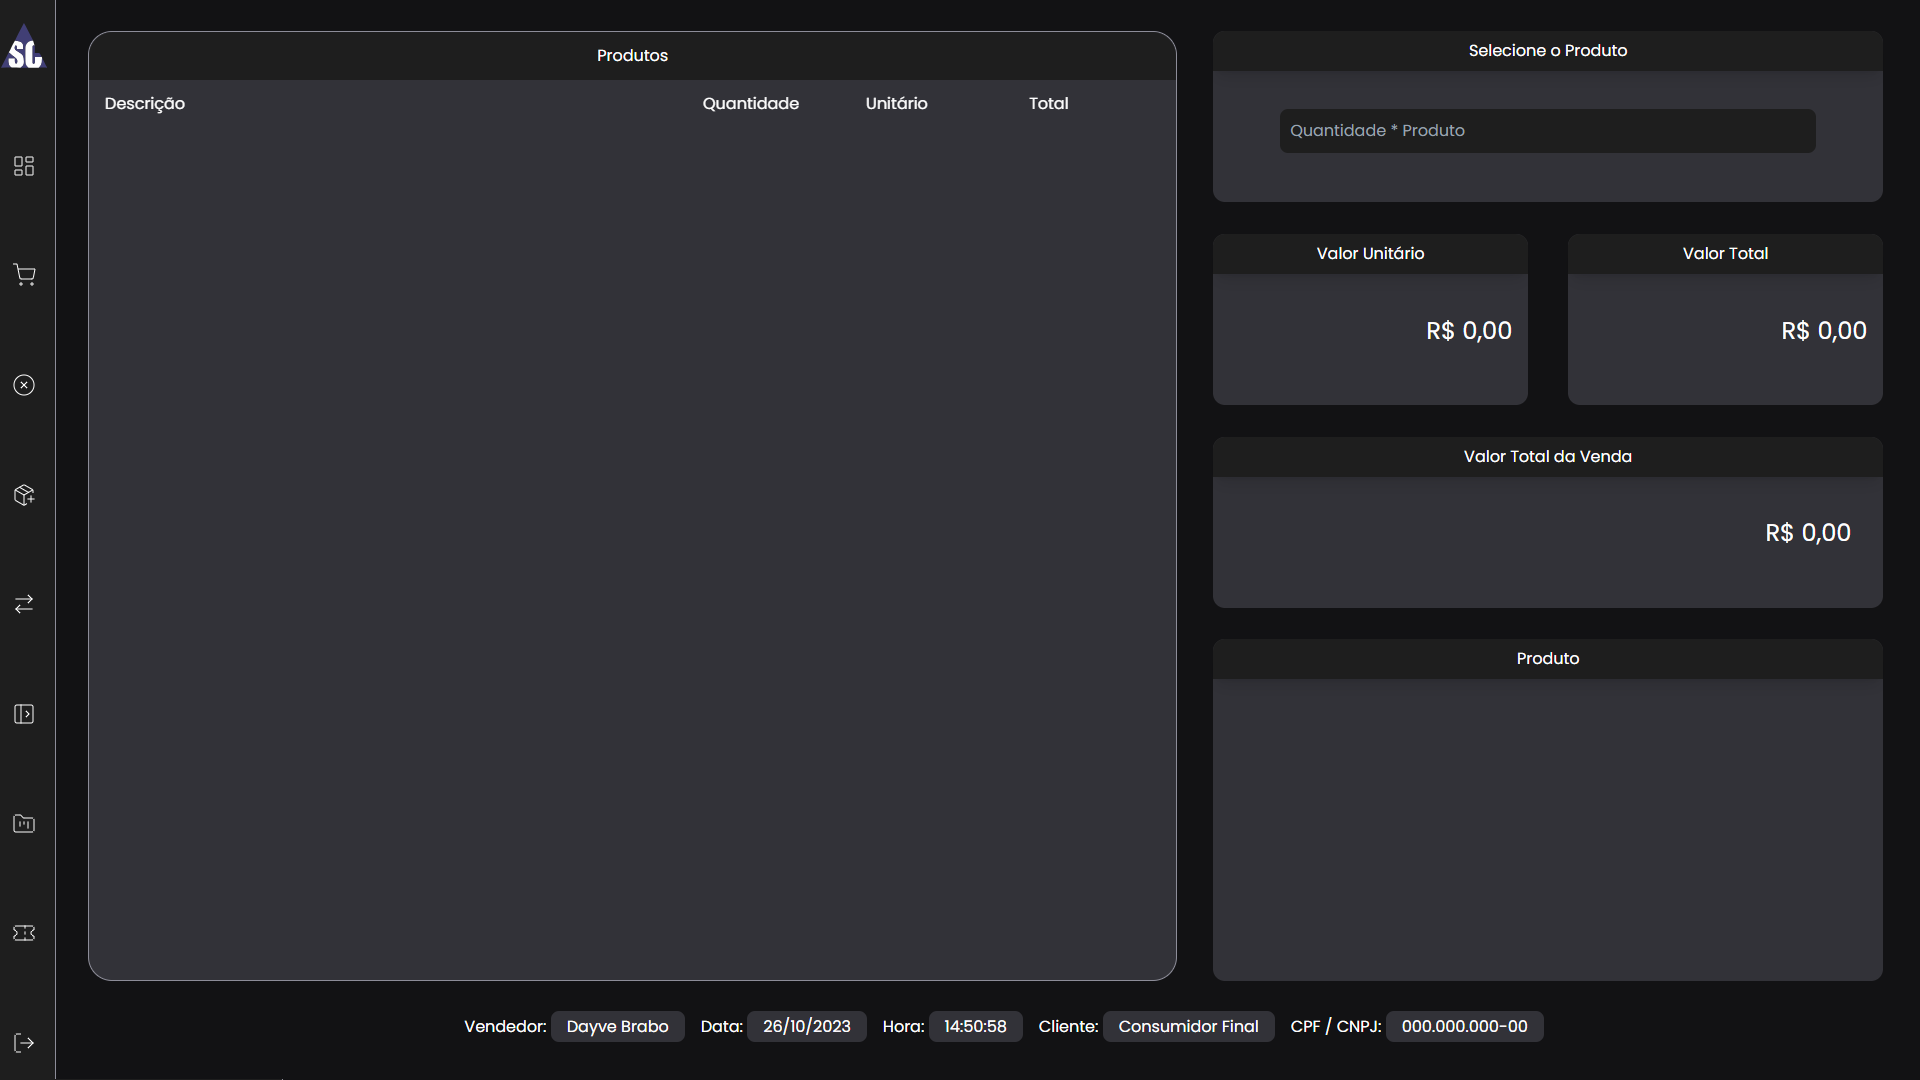 SC
Produtos
Descrição Quantidade Unitário Total
Selecione o Produto
Quantidade * Produto
Valor Unitário
R$ 0,00
Valor Total
R$ 0,00
Valor Total da Venda
R$ 0,00
Produto
Vendedor: Dayve Brabo Data: 26/10/2023 Hora: 14:50:58 Cliente: Consumidor Final CPF / CNPJ: 000.000.000-00